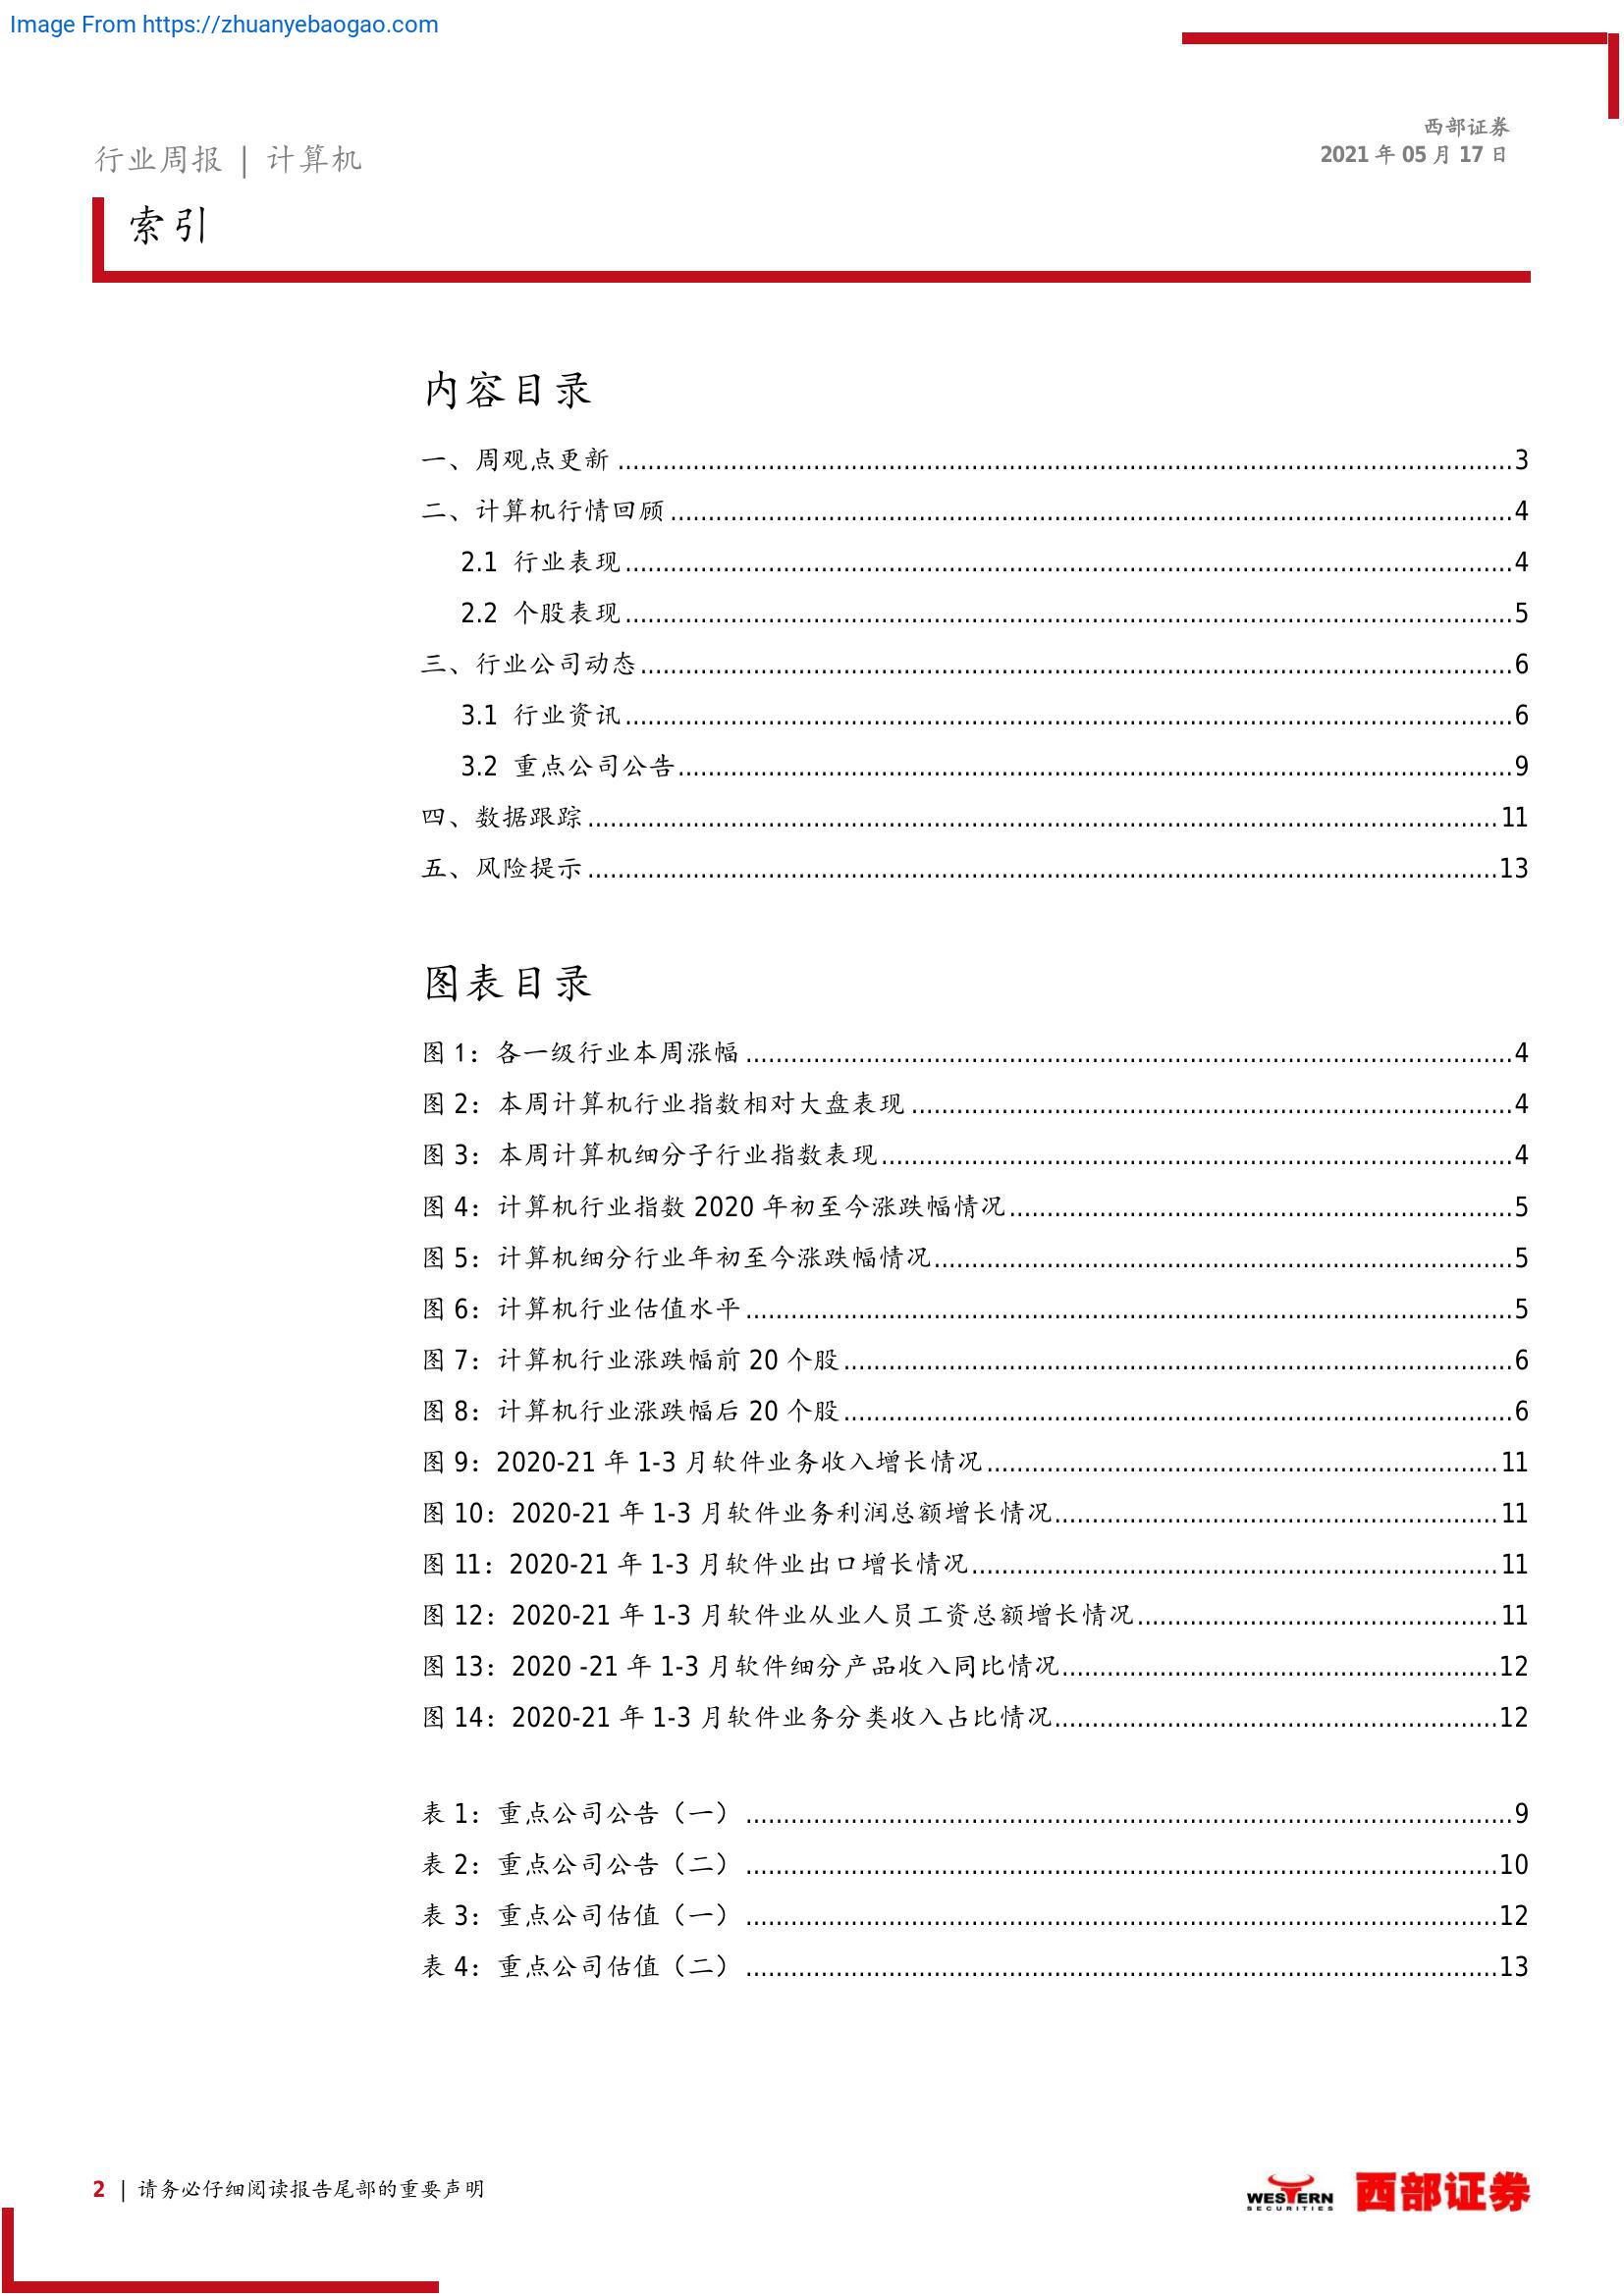 Image From https://zhuanyebaogao.com
西部证券
2021 年 05 月 17 日
行业周报 | 计算机
索引
内容目录
一、周观点更新 ........ 3
二、计算机行情回顾 ........ 4
2.1 行业表现 ........ 4
2.2 个股表现 ........ 5
三、行业公司动态 ........ 6
3.1 行业资讯 ........ 6
3.2 重点公司公告 ........ 9
四、数据跟踪 ........ 11
五、风险提示 ........ 13
图表目录
图 1：各一级行业本周涨幅 ........ 4
图 2：本周计算机行业指数相对大盘表现 ........ 4
图 3：本周计算机细分子行业指数表现 ........ 4
图 4：计算机行业指数 2020 年初至今涨跌幅情况 ........ 5
图 5：计算机细分行业年初至今涨跌幅情况 ........ 5
图 6：计算机行业估值水平 ........ 5
图 7：计算机行业涨跌幅前 20 个股 ........ 6
图 8：计算机行业涨跌幅后 20 个股 ........ 6
图 9：2020-21 年 1-3 月软件业务收入增长情况 ........ 11
图 10：2020-21 年 1-3 月软件业务利润总额增长情况 ........ 11
图 11：2020-21 年 1-3 月软件业出口增长情况 ........ 11
图 12：2020-21 年 1-3 月软件业从业人员工资总额增长情况 ........ 11
图 13：2020 -21 年 1-3 月软件细分产品收入同比情况 ........ 12
图 14：2020-21 年 1-3 月软件业务分类收入占比情况 ........ 12
表 1：重点公司公告（一） ........ 9
表 2：重点公司公告（二） ........ 10
表 3：重点公司估值（一） ........ 12
表 4：重点公司估值（二） ........ 13
2 | 请务必仔细阅读报告尾部的重要声明
WESTERN
SECURITIES
西部证券